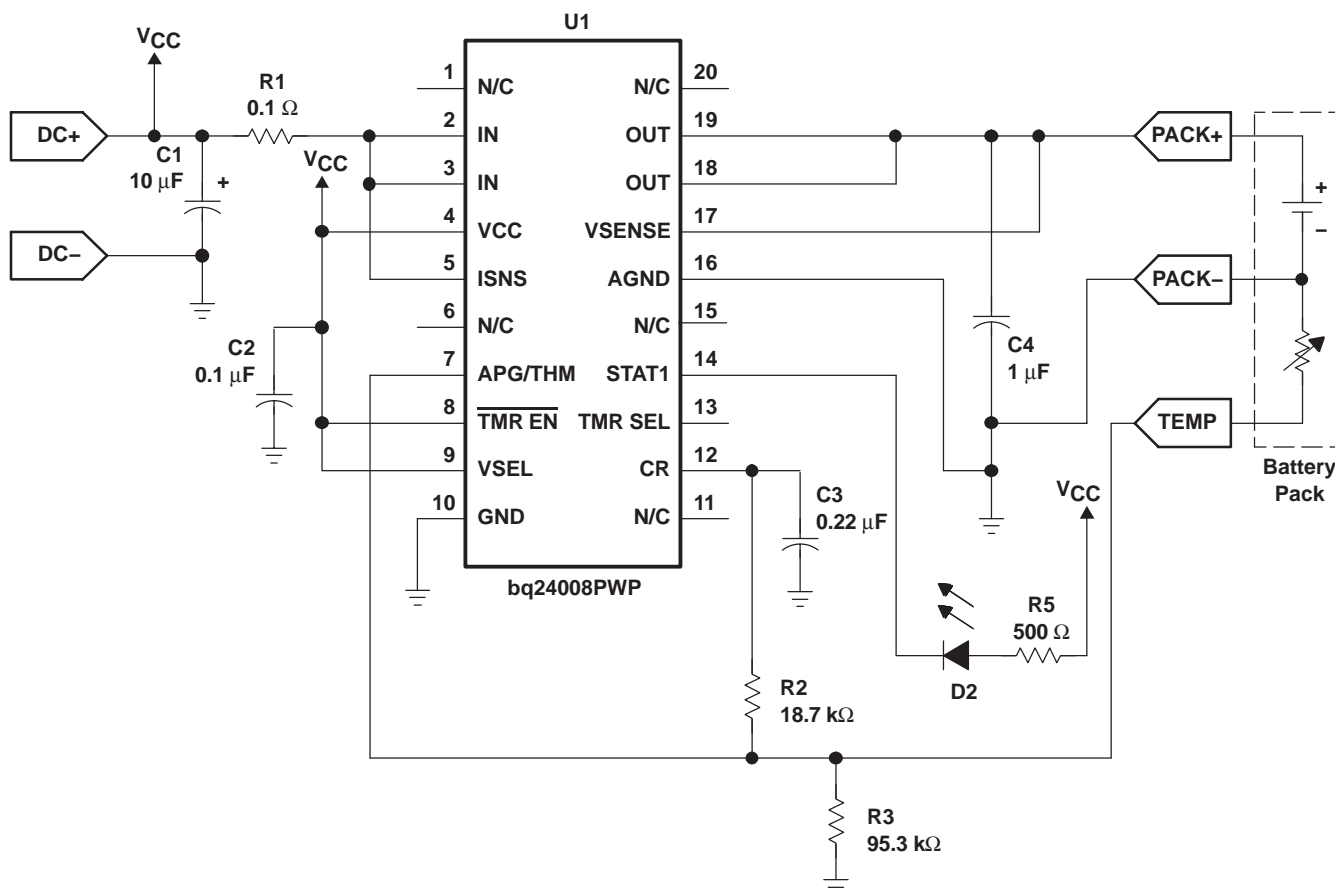 U1
VCC
R1
0.1 Ω
DC+
C1
10 μF
+
DC–
VCC
C2
0.1 μF
1 N/C
2 IN
3 IN
4 VCC
5 ISNS
6 N/C
7 APG/THM
8 TMR EN
9 VSEL
10 GND
N/C 20
OUT 19
OUT 18
VSENSE 17
AGND 16
N/C 15
STAT1 14
TMR SEL 13
CR 12
N/C 11
bq24008PWP
C3
0.22 μF
C4
1 μF
PACK+
PACK–
TEMP
+
–
Battery
Pack
VCC
R5
500 Ω
D2
R2
18.7 kΩ
R3
95.3 kΩ